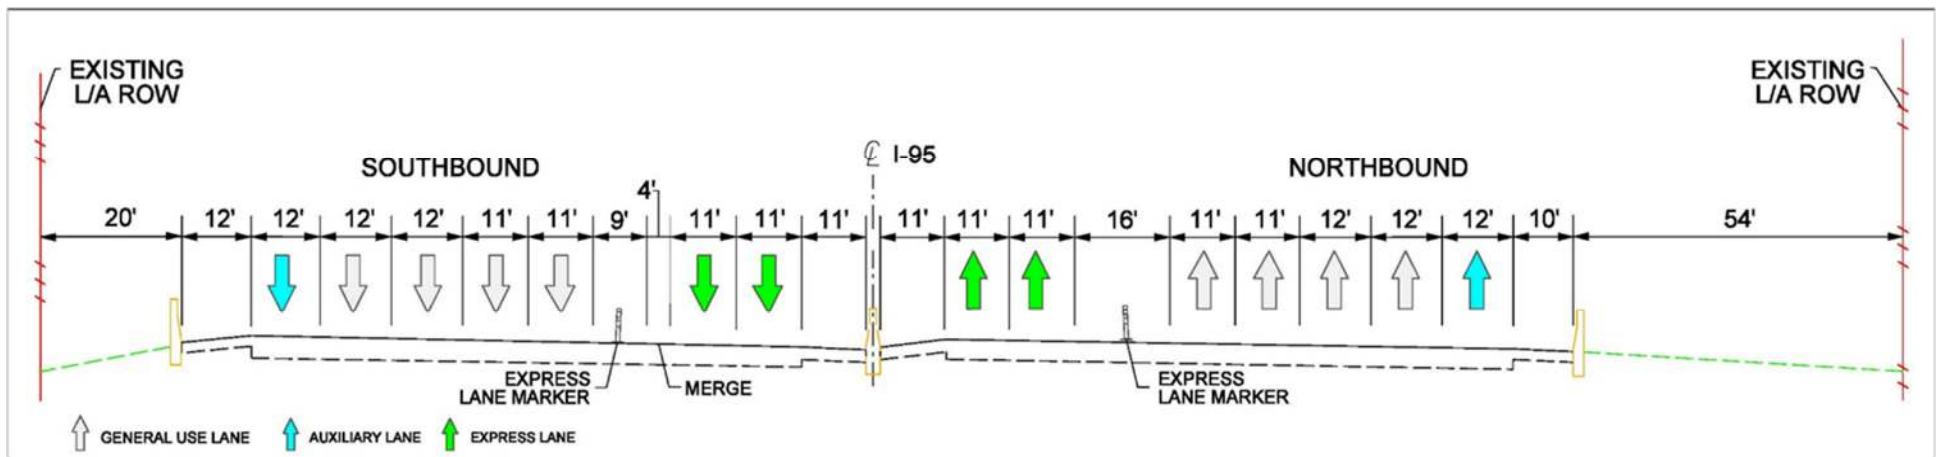 EXISTING
L/A ROW
EXISTING
L/A ROW
℄ I-95
SOUTHBOUND
NORTHBOUND
4'
20' 12' 12' 12' 12' 11' 11' 9' 11' 11' 11' 11' 11' 11' 16' 11' 11' 12' 12' 12' 10' 54'
EXPRESS
LANE MARKER
MERGE
EXPRESS
LANE MARKER
GENERAL USE LANE
AUXILIARY LANE
EXPRESS LANE